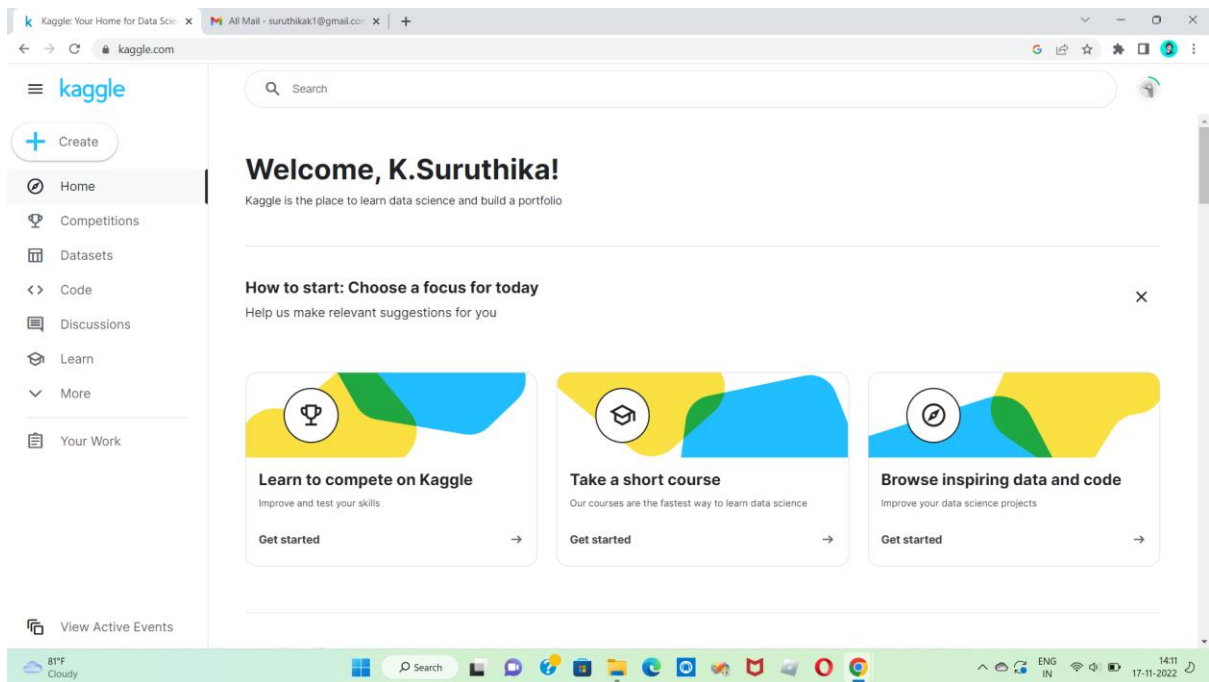 Kaggle: Your Home for Data Scie
All Mail - suruthikak1@gmail.co
kaggle.com
kaggle
Search
Create
Welcome, K.Suruthika!
Kaggle is the place to learn data science and build a portfolio
Home
Competitions
Datasets
Code
Discussions
Learn
More
Your Work
View Active Events
How to start: Choose a focus for today
Help us make relevant suggestions for you
Learn to compete on Kaggle
Improve and test your skills
Get started
Take a short course
Our courses are the fastest way to learn data science
Get started
Browse inspiring data and code
Improve your data science projects
Get started
81°F
Cloudy
Search
ENG
IN
14:11
17-11-2022